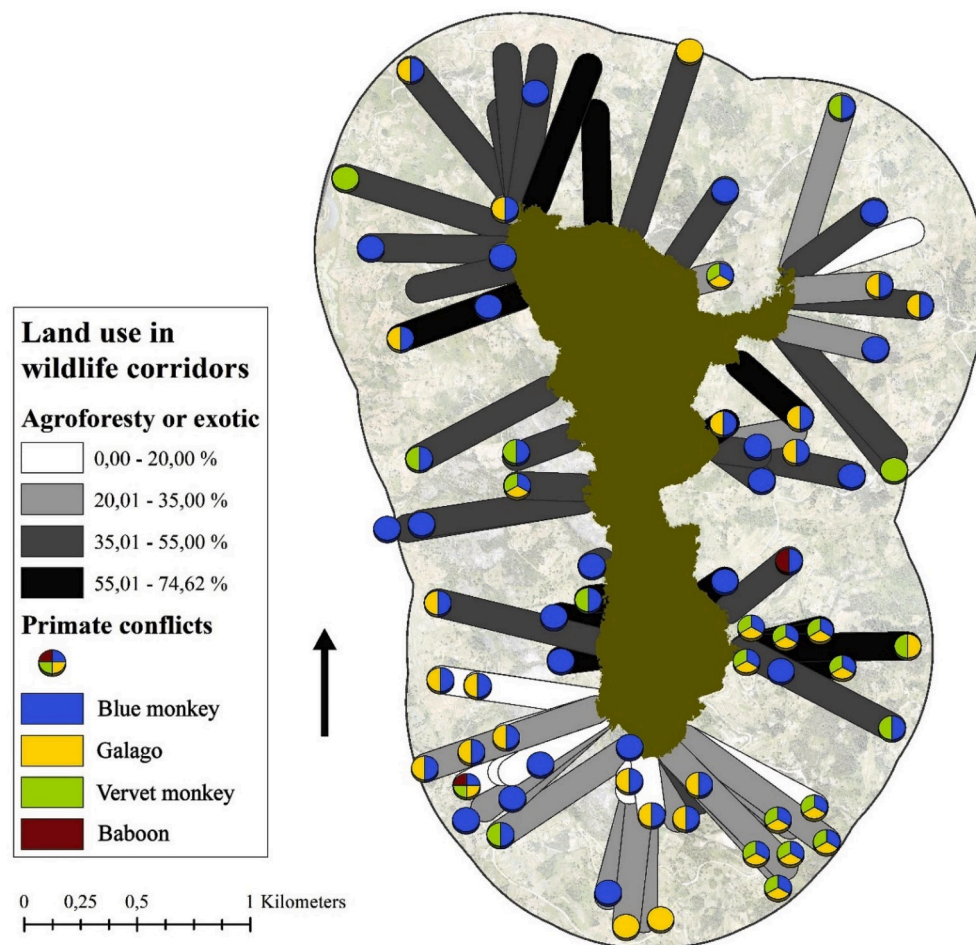 Land use in
wildlife corridors
Agroforesty or exotic
0,00 - 20,00 %
20,01 - 35,00 %
35,01 - 55,00 %
55,01 - 74,62 %
Primate conflicts
Blue monkey
Galago
Vervet monkey
Baboon
0 0,25 0,5 1 Kilometers